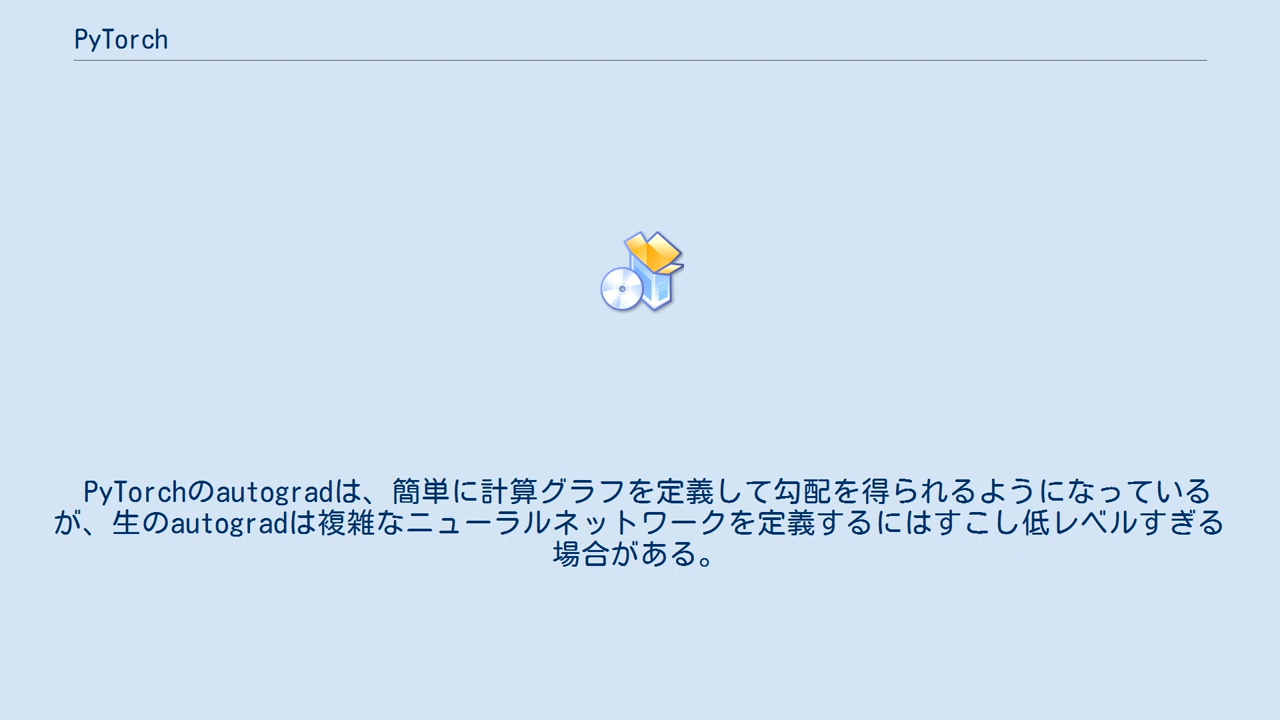 PyTorch
PyTorchのautogradは、簡単に計算グラフを定義して勾配を得られるようになっている
が、生のautogradは複雑なニューラルネットワークを定義するにはすこし低レベルすぎる
場合がある。